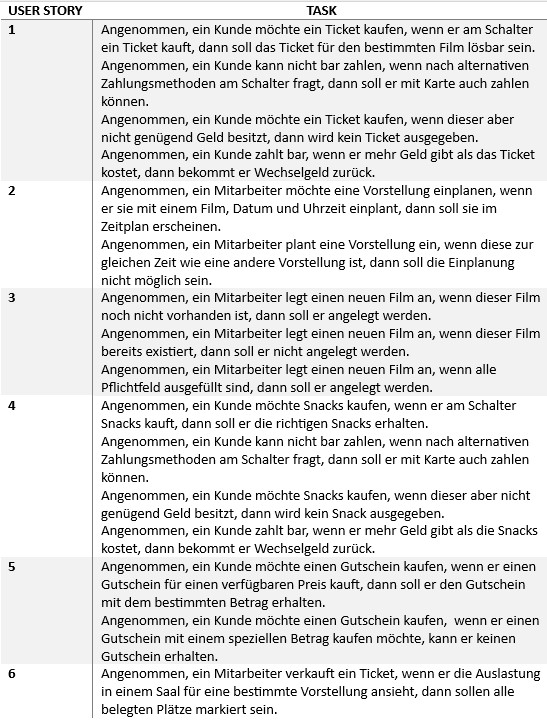 USER STORY TASK
1 Angenommen, ein Kunde möchte ein Ticket kaufen, wenn er am Schalter
ein Ticket kauft, dann soll das Ticket für den bestimmten Film lösbar sein.
Angenommen, ein Kunde kann nicht bar zahlen, wenn nach alternativen
Zahlungsmethoden am Schalter fragt, dann soll er mit Karte auch zahlen
können.
Angenommen, ein Kunde möchte ein Ticket kaufen, wenn dieser aber
nicht genügend Geld besitzt, dann wird kein Ticket ausgegeben.
Angenommen, ein Kunde zahlt bar, wenn er mehr Geld gibt als das Ticket
kostet, dann bekommt er Wechselgeld zurück.
2 Angenommen, ein Mitarbeiter möchte eine Vorstellung einplanen, wenn
er sie mit einem Film, Datum und Uhrzeit einplant, dann soll sie im
Zeitplan erscheinen.
Angenommen, ein Mitarbeiter plant eine Vorstellung ein, wenn diese zur
gleichen Zeit wie eine andere Vorstellung ist, dann soll die Einplanung
nicht möglich sein.
3 Angenommen, ein Mitarbeiter legt einen neuen Film an, wenn dieser Film
noch nicht vorhanden ist, dann soll er angelegt werden.
Angenommen, ein Mitarbeiter legt einen neuen Film an, wenn dieser Film
bereits existiert, dann soll er nicht angelegt werden.
Angenommen, ein Mitarbeiter legt einen neuen Film an, wenn alle
Pflichtfeld ausgefüllt sind, dann soll er angelegt werden.
4 Angenommen, ein Kunde möchte Snacks kaufen, wenn er am Schalter
Snacks kauft, dann soll er die richtigen Snacks erhalten.
Angenommen, ein Kunde kann nicht bar zahlen, wenn nach alternativen
Zahlungsmethoden am Schalter fragt, dann soll er mit Karte auch zahlen
können.
Angenommen, ein Kunde möchte Snacks kaufen, wenn dieser aber nicht
genügend Geld besitzt, dann wird kein Snack ausgegeben.
Angenommen, ein Kunde zahlt bar, wenn er mehr Geld gibt als die Snacks
kostet, dann bekommt er Wechselgeld zurück.
5 Angenommen, ein Kunde möchte einen Gutschein kaufen, wenn er einen
Gutschein für einen verfügbaren Preis kauft, dann soll er den Gutschein
mit dem bestimmten Betrag erhalten.
Angenommen, ein Kunde möchte einen Gutschein kaufen, wenn er einen
Gutschein mit einem speziellen Betrag kaufen möchte, kann er keinen
Gutschein erhalten.
6 Angenommen, ein Mitarbeiter verkauft ein Ticket, wenn er die Auslastung
in einem Saal für eine bestimmte Vorstellung ansieht, dann sollen alle
belegten Plätze markiert sein.